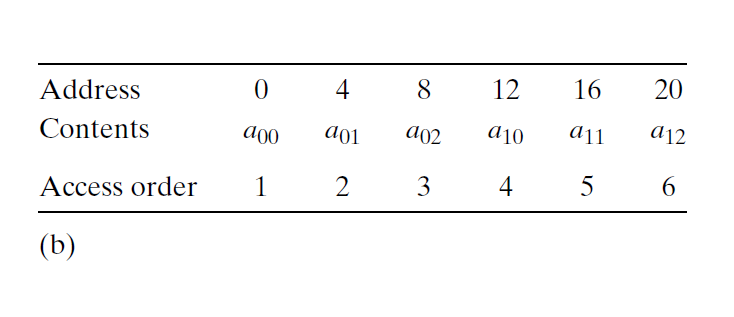 Address 0 4 8 12 16 20
Contents a00 a01 a02 a10 a11 a12
Access order 1 2 3 4 5 6
(b)